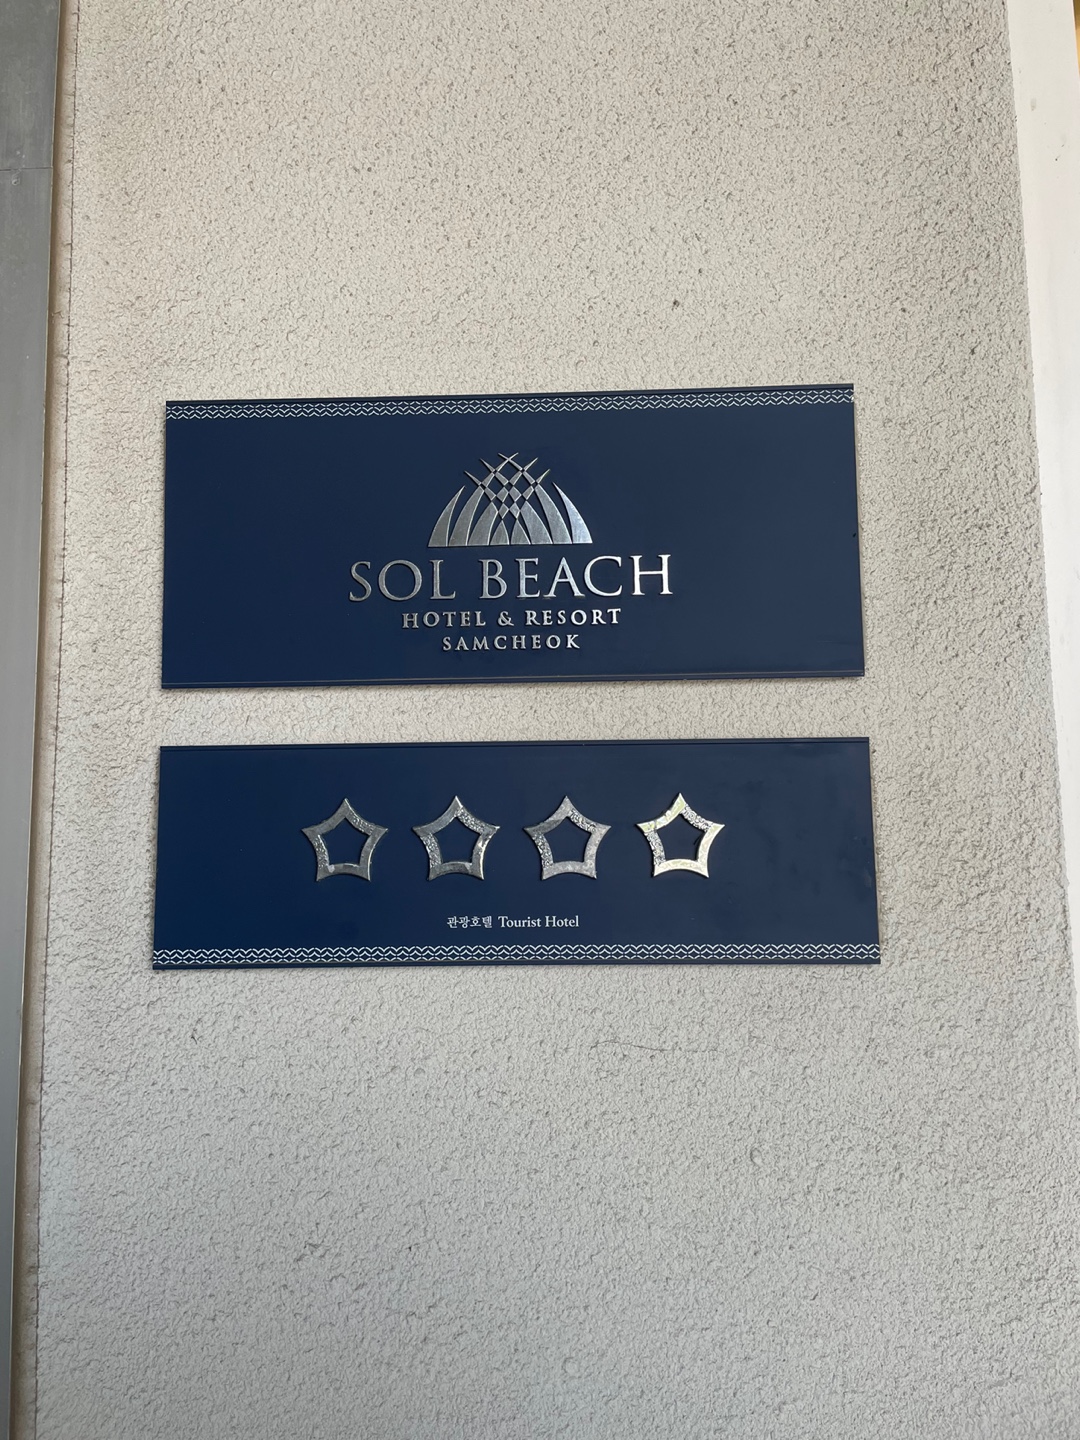 SOL BEACH
HOTEL & RESORT
SAMCHEOK
관광호텔 Tourist Hotel